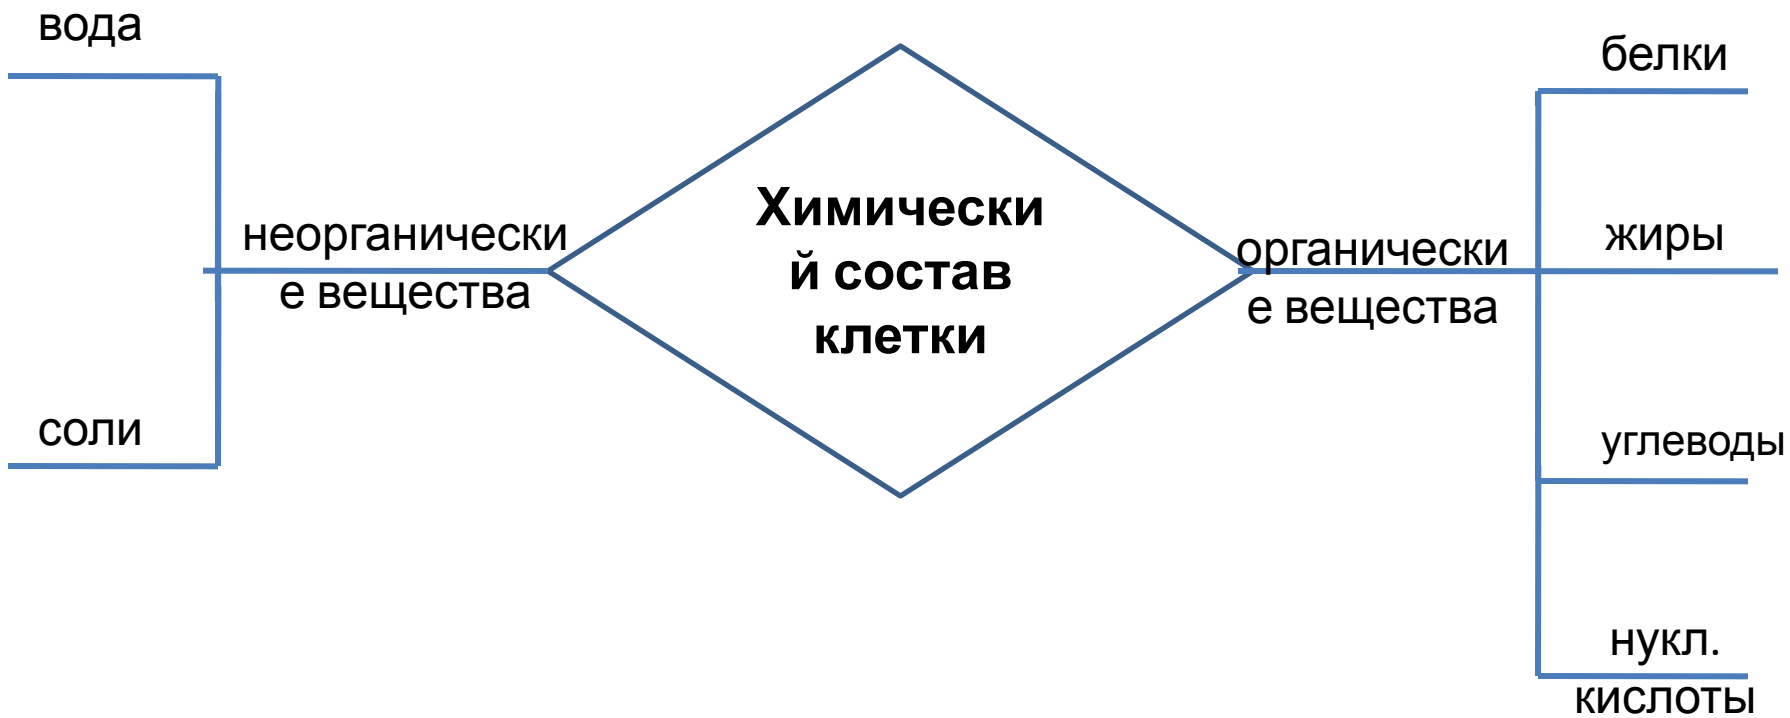 вода
соли
неорганически
е вещества
Химически
й состав
клетки
органически
е вещества
белки
жиры
углеводы
нукл.
кислоты